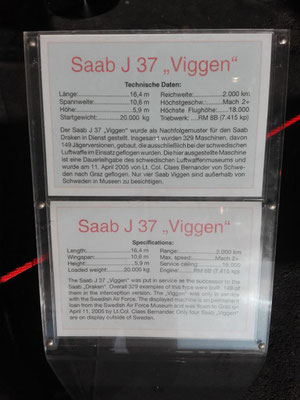 Saab J 37 „Viggen"
Technische Daten:
Länge:..................16,4 m Reichweite:................2.000 km
Spannweite:..............10,6 m Höchstgeschw.:.............Mach 2+
Höhe:....................5,9 m Höchste Flughöhe:..........18.000
Startgewicht:............20.000 kg Triebwerk:....RM 8B (7.415 kp)
Der Saab J 37 „Viggen" wurde als Nachfolgemuster für den Saab
Draken in Dienst gestellt. Insgesamt wurden 329 Maschinen, davon
149 Jägerversionen, gebaut, die ausschließlich bei der schwedischen
Luftwaffe im Einsatz geflogen wurden. Die hier ausgestellte Maschine
ist eine Dauerleihgabe des schwedischen Luftwaffenmuseums und
wurde am 11. April 2005 von Lt. Col. Claes Bernander von Schwe-
den nach Graz geflogen. Nur vier Saab Viggen sind außerhalb von
Schweden in Museen zu besichtigen.
Saab J 37 „Viggen"
Specifications:
Length:..................16,4 m Range:.....................2.000 km
Wingspan:................10,6 m Max. speed:................Mach 2+
Height:..................5,9 m Service ceiling:...........18.000
Loaded weight:...........20.000 kg Engine:.......RM 8B (7.415 kp)
The Saab J 37 „Viggen" was put in service as the successor to the
Saab „Draken". Overall 329 examples of the type were built, 149 of
them in the interception version. The „Viggen" was only in service
with the Swedish Air Force. The displayed machine is on permanent
loan from the Swedish Air Force Museum and was flown to Graz on
April 11, 2005 by Lt. Col. Claes Bernander. Only four Saab „Viggen"
are on display outside of Sweden.